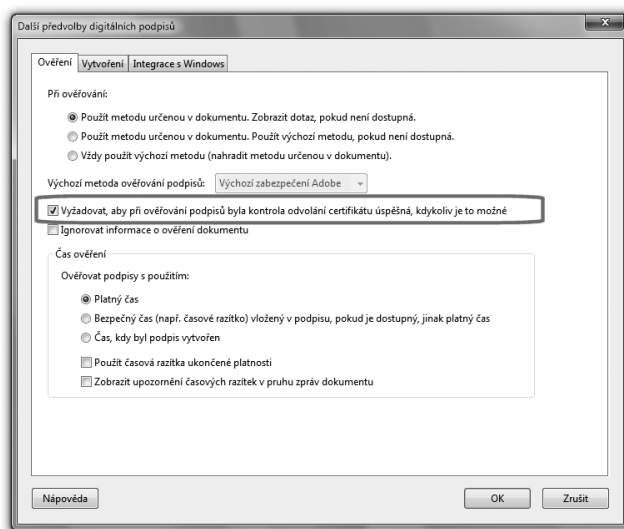 Další předvolby digitálních podpisů
Ověření Vytvoření Integrace s Windows
Při ověřování:
Použít metodu určenou v dokumentu. Zobrazit dotaz, pokud není dostupná.
Použít metodu určenou v dokumentu. Použít výchozí metodu, pokud není dostupná.
Vždy použít výchozí metodu (nahradit metodu určenou v dokumentu).
Výchozí metoda ověřování podpisů: Výchozí zabezpečení Adobe
Vyžadovat, aby při ověřování podpisů byla kontrola odvolání certifikátu úspěšná, kdykoliv je to možné
Ignorovat informace o ověření dokumentu
Čas ověření
Ověřovat podpisy s použitím:
Platný čas
Bezpečný čas (např. časové razítko) vložený v podpisu, pokud je dostupný, jinak platný čas
Čas, kdy byl podpis vytvořen
Použít časová razítka ukončené platnosti
Zobrazit upozornění časových razítek v pruhu zpráv dokumentu
Nápověda OK Zrušit